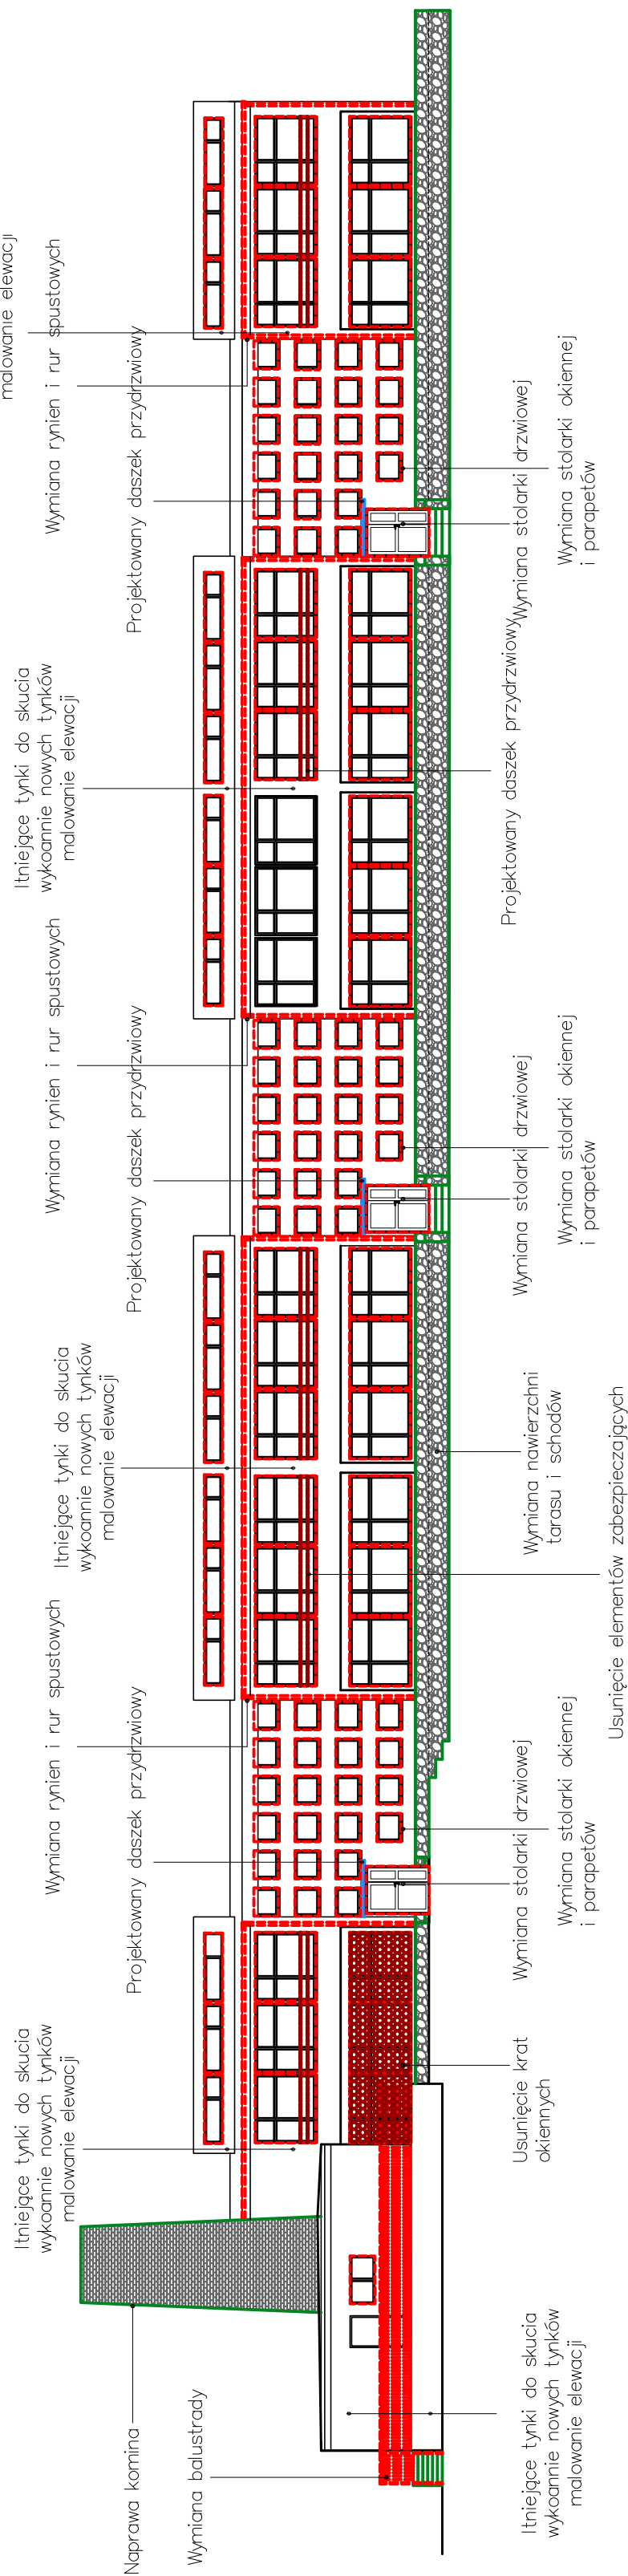 Naprawa komina
Wymiana balustrady
Itniejące tynki do skucia
wykoannie nowych tynków
malowanie elewacji
Projektowany daszek przydrzwiowy
Wymiana rynien i rur spustowych
Itniejące tynki do skucia
wykoannie nowych tynków
malowanie elewacji
Projektowany daszek przydrzwiowy
Wymiana rynien i rur spustowych
Itniejące tynki do skucia
wykoannie nowych tynków
malowanie elewacji
Projektowany daszek przydrzwiowy
Wymiana rynien i rur spustowych
malowanie elewacji
Itniejące tynki do skucia
wykoannie nowych tynków
malowanie elewacji
Usunięcie krat
okiennych
Wymiana stolarki drzwiowej
Wymiana stolarki okiennej
i parapetów
Usunięcie elementów zabezpieczających
Wymiana nawierzchni
tarasu i schodów
Wymiana stolarki drzwiowej
Wymiana stolarki okiennej
i parapetów
Projektowany daszek przydrzwiowy
Wymiana stolarki drzwiowej
Wymiana stolarki okiennej
i parapetów